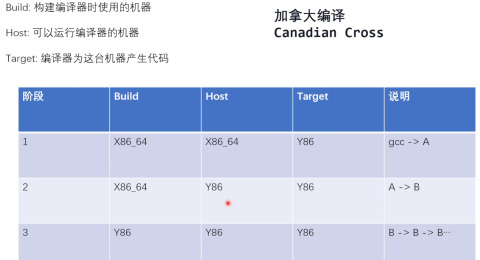 Build: 构建编译器时使用的机器
Host: 可以运行编译器的机器
Target: 编译器为这台机器产生代码
加拿大编译
Canadian Cross
阶段 Build Host Target 说明
1 X86_64 X86_64 Y86 gcc -> A
2 X86_64 Y86 Y86 A -> B
3 Y86 Y86 Y86 B -> B -> B…